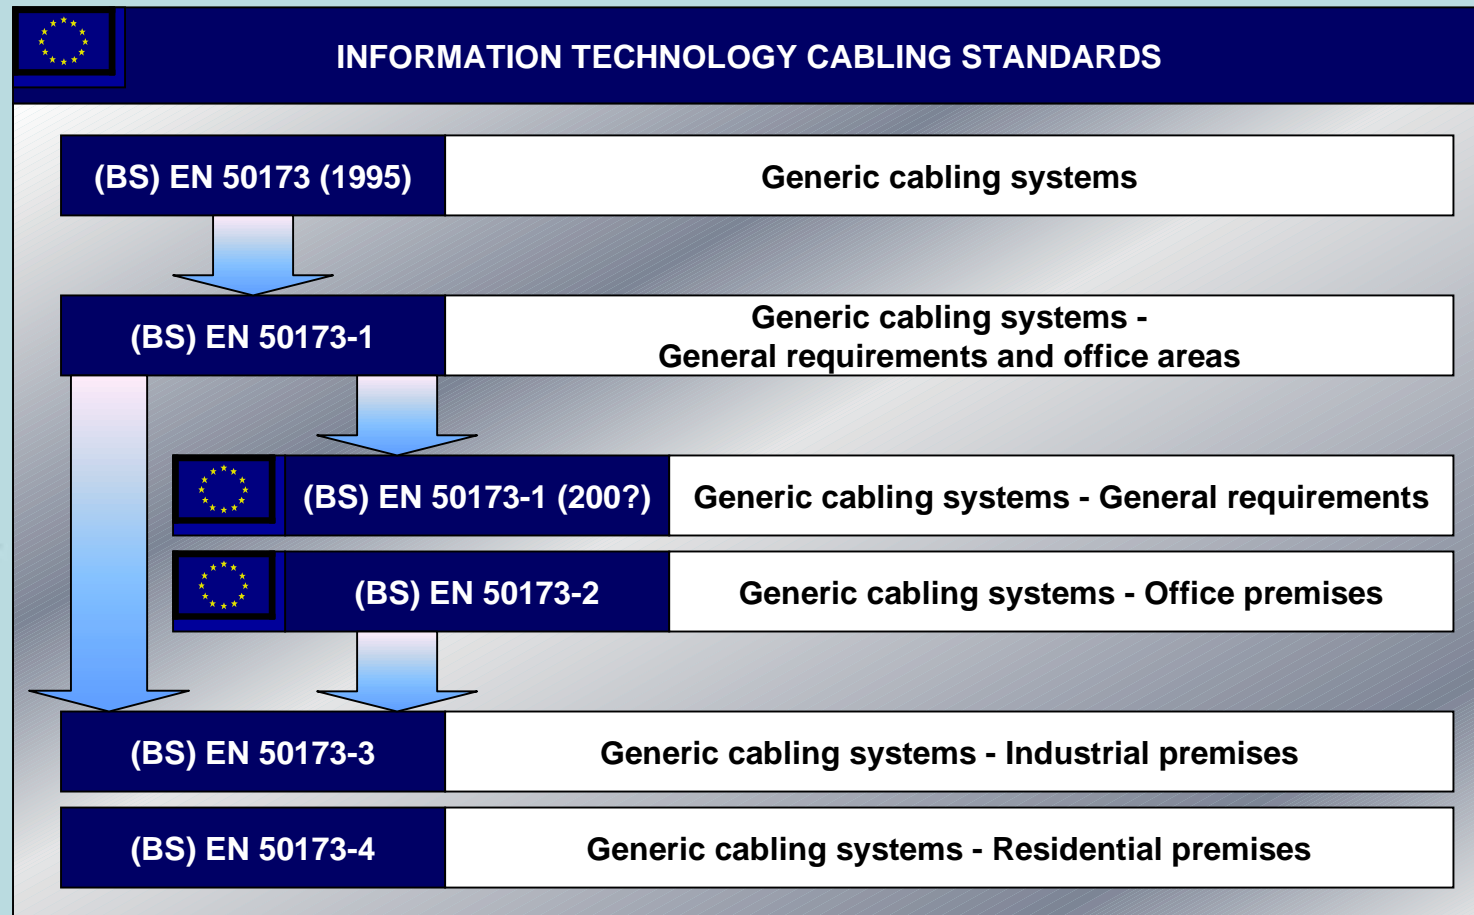 INFORMATION TECHNOLOGY CABLING STANDARDS
(BS) EN 50173 (1995)
Generic cabling systems
(BS) EN 50173-1
Generic cabling systems -
General requirements and office areas
(BS) EN 50173-1 (200?)
Generic cabling systems - General requirements
(BS) EN 50173-2
Generic cabling systems - Office premises
(BS) EN 50173-3
Generic cabling systems - Industrial premises
(BS) EN 50173-4
Generic cabling systems - Residential premises